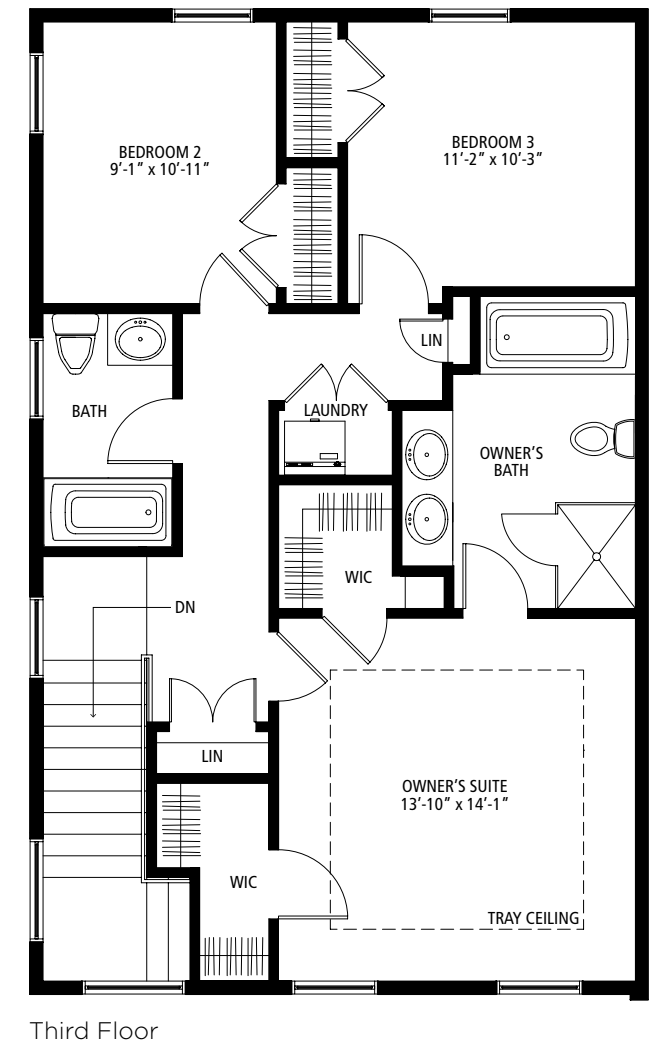 BEDROOM 2
9’-1” x 10’-11”
BEDROOM 3
11’-2” x 10’-3”
LIN
BATH
LAUNDRY
OWNER’S
BATH
WIC
DN
LIN
OWNER’S SUITE
13’-10” x 14’-1”
WIC
TRAY CEILING
Third Floor